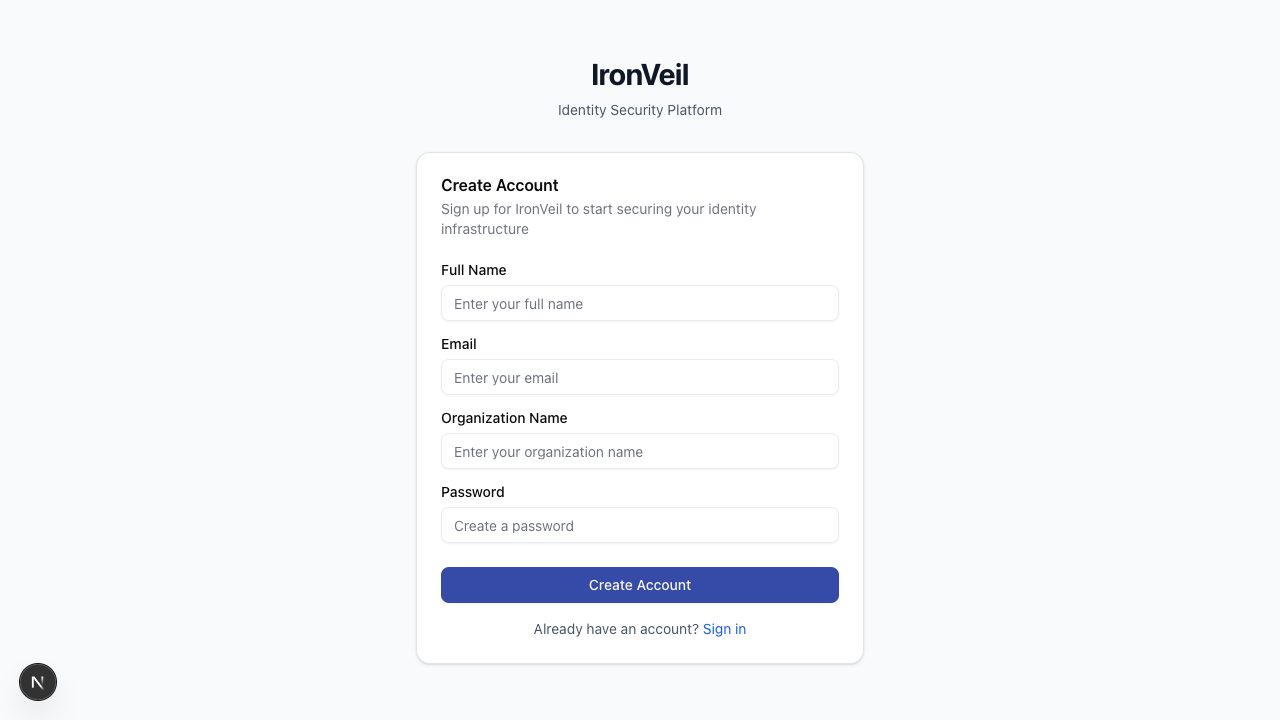 IronVeil
Identity Security Platform
Create Account
Sign up for IronVeil to start securing your identity
infrastructure
Full Name
Enter your full name
Email
Enter your email
Organization Name
Enter your organization name
Password
Create a password
Create Account
Already have an account? Sign in
N